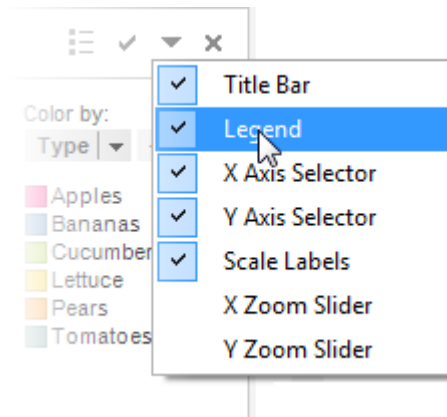 Color by:
Type
Apples
Bananas
Cucumber
Lettuce
Pears
Tomatoes
Title Bar
Legend
X Axis Selector
Y Axis Selector
Scale Labels
X Zoom Slider
Y Zoom Slider